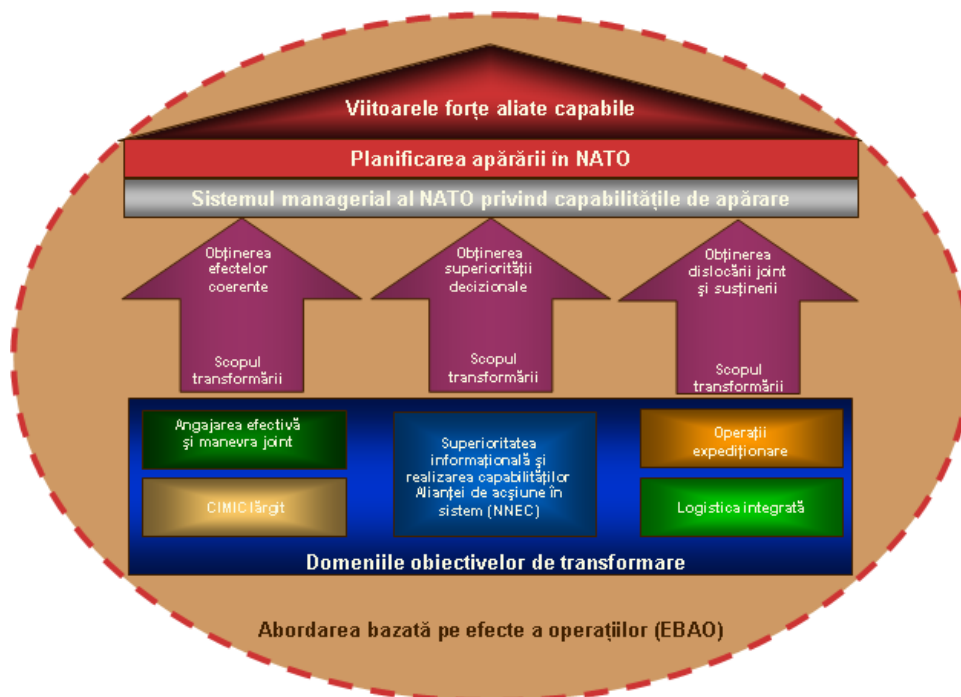 Viitoarele forțe aliate capabile
Planificarea apărării în NATO
Sistemul managerial al NATO privind capabilitățile de apărare
Obținerea
efectelor
coerente
Scopul
transformării
Obținerea
superiorității
decizionale
Scopul
transformării
Obținerea
dislocării joint
și susținerii
Scopul
transformării
Angajarea efectivă
și manevra joint
CIMIC lărgit
Superioritatea
informațională și
realizarea capabilităților
Alianței de acșiune în
sistem (NNEC)
Operații
expediționare
Logistica integrată
Domeniile obiectivelor de transformare
Abordarea bazată pe efecte a operațiilor (EBAO)